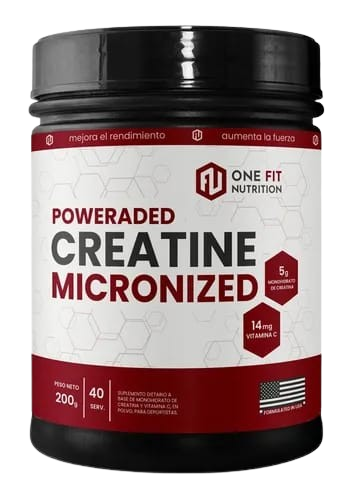 mejora el rendimiento
aumenta la fuerza
ONE FIT
NUTRITION
POWERADED
CREATINE
MICRONIZED
5g
MONOHIDRATO
DE CREATINA
14mg
VITAMINA C
PESO NETO
200g
40
SERV.
SUPLEMENTO DIETARIO A
BASE DE MONOHIDRATO DE
CREATINA Y VITAMINA C, EN
POLVO, PARA DEPORTISTAS.
FORMULATED IN USA